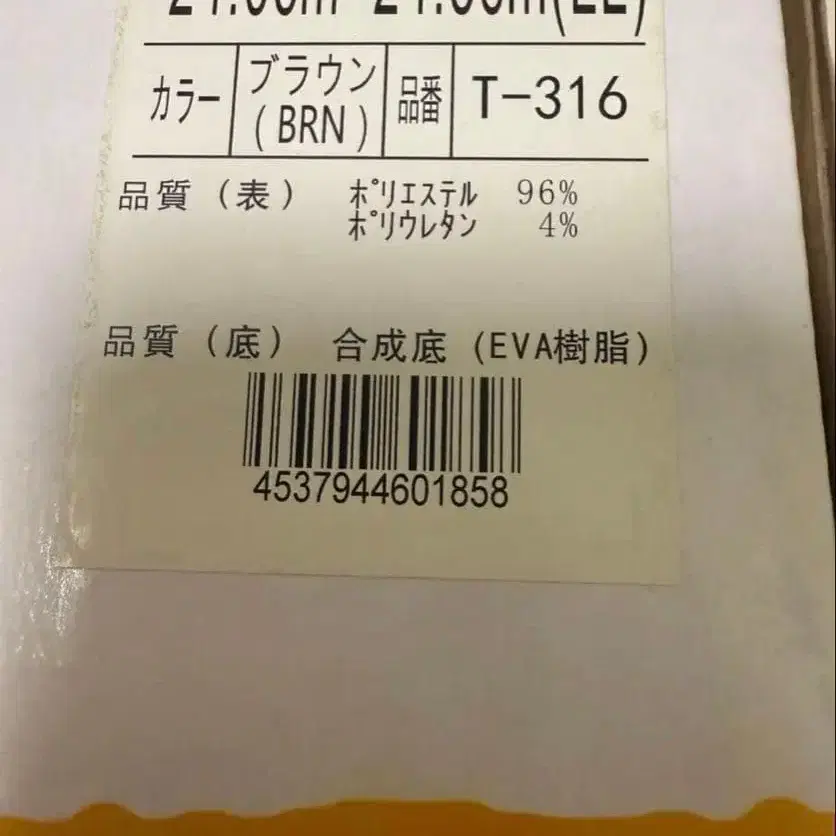 カラー ブラウン(BRN) 品番 T-316
品質(表) ポリエステル 96%
ポリウレタン 4%
品質(底) 合成底(EVA樹脂)
4537944601858